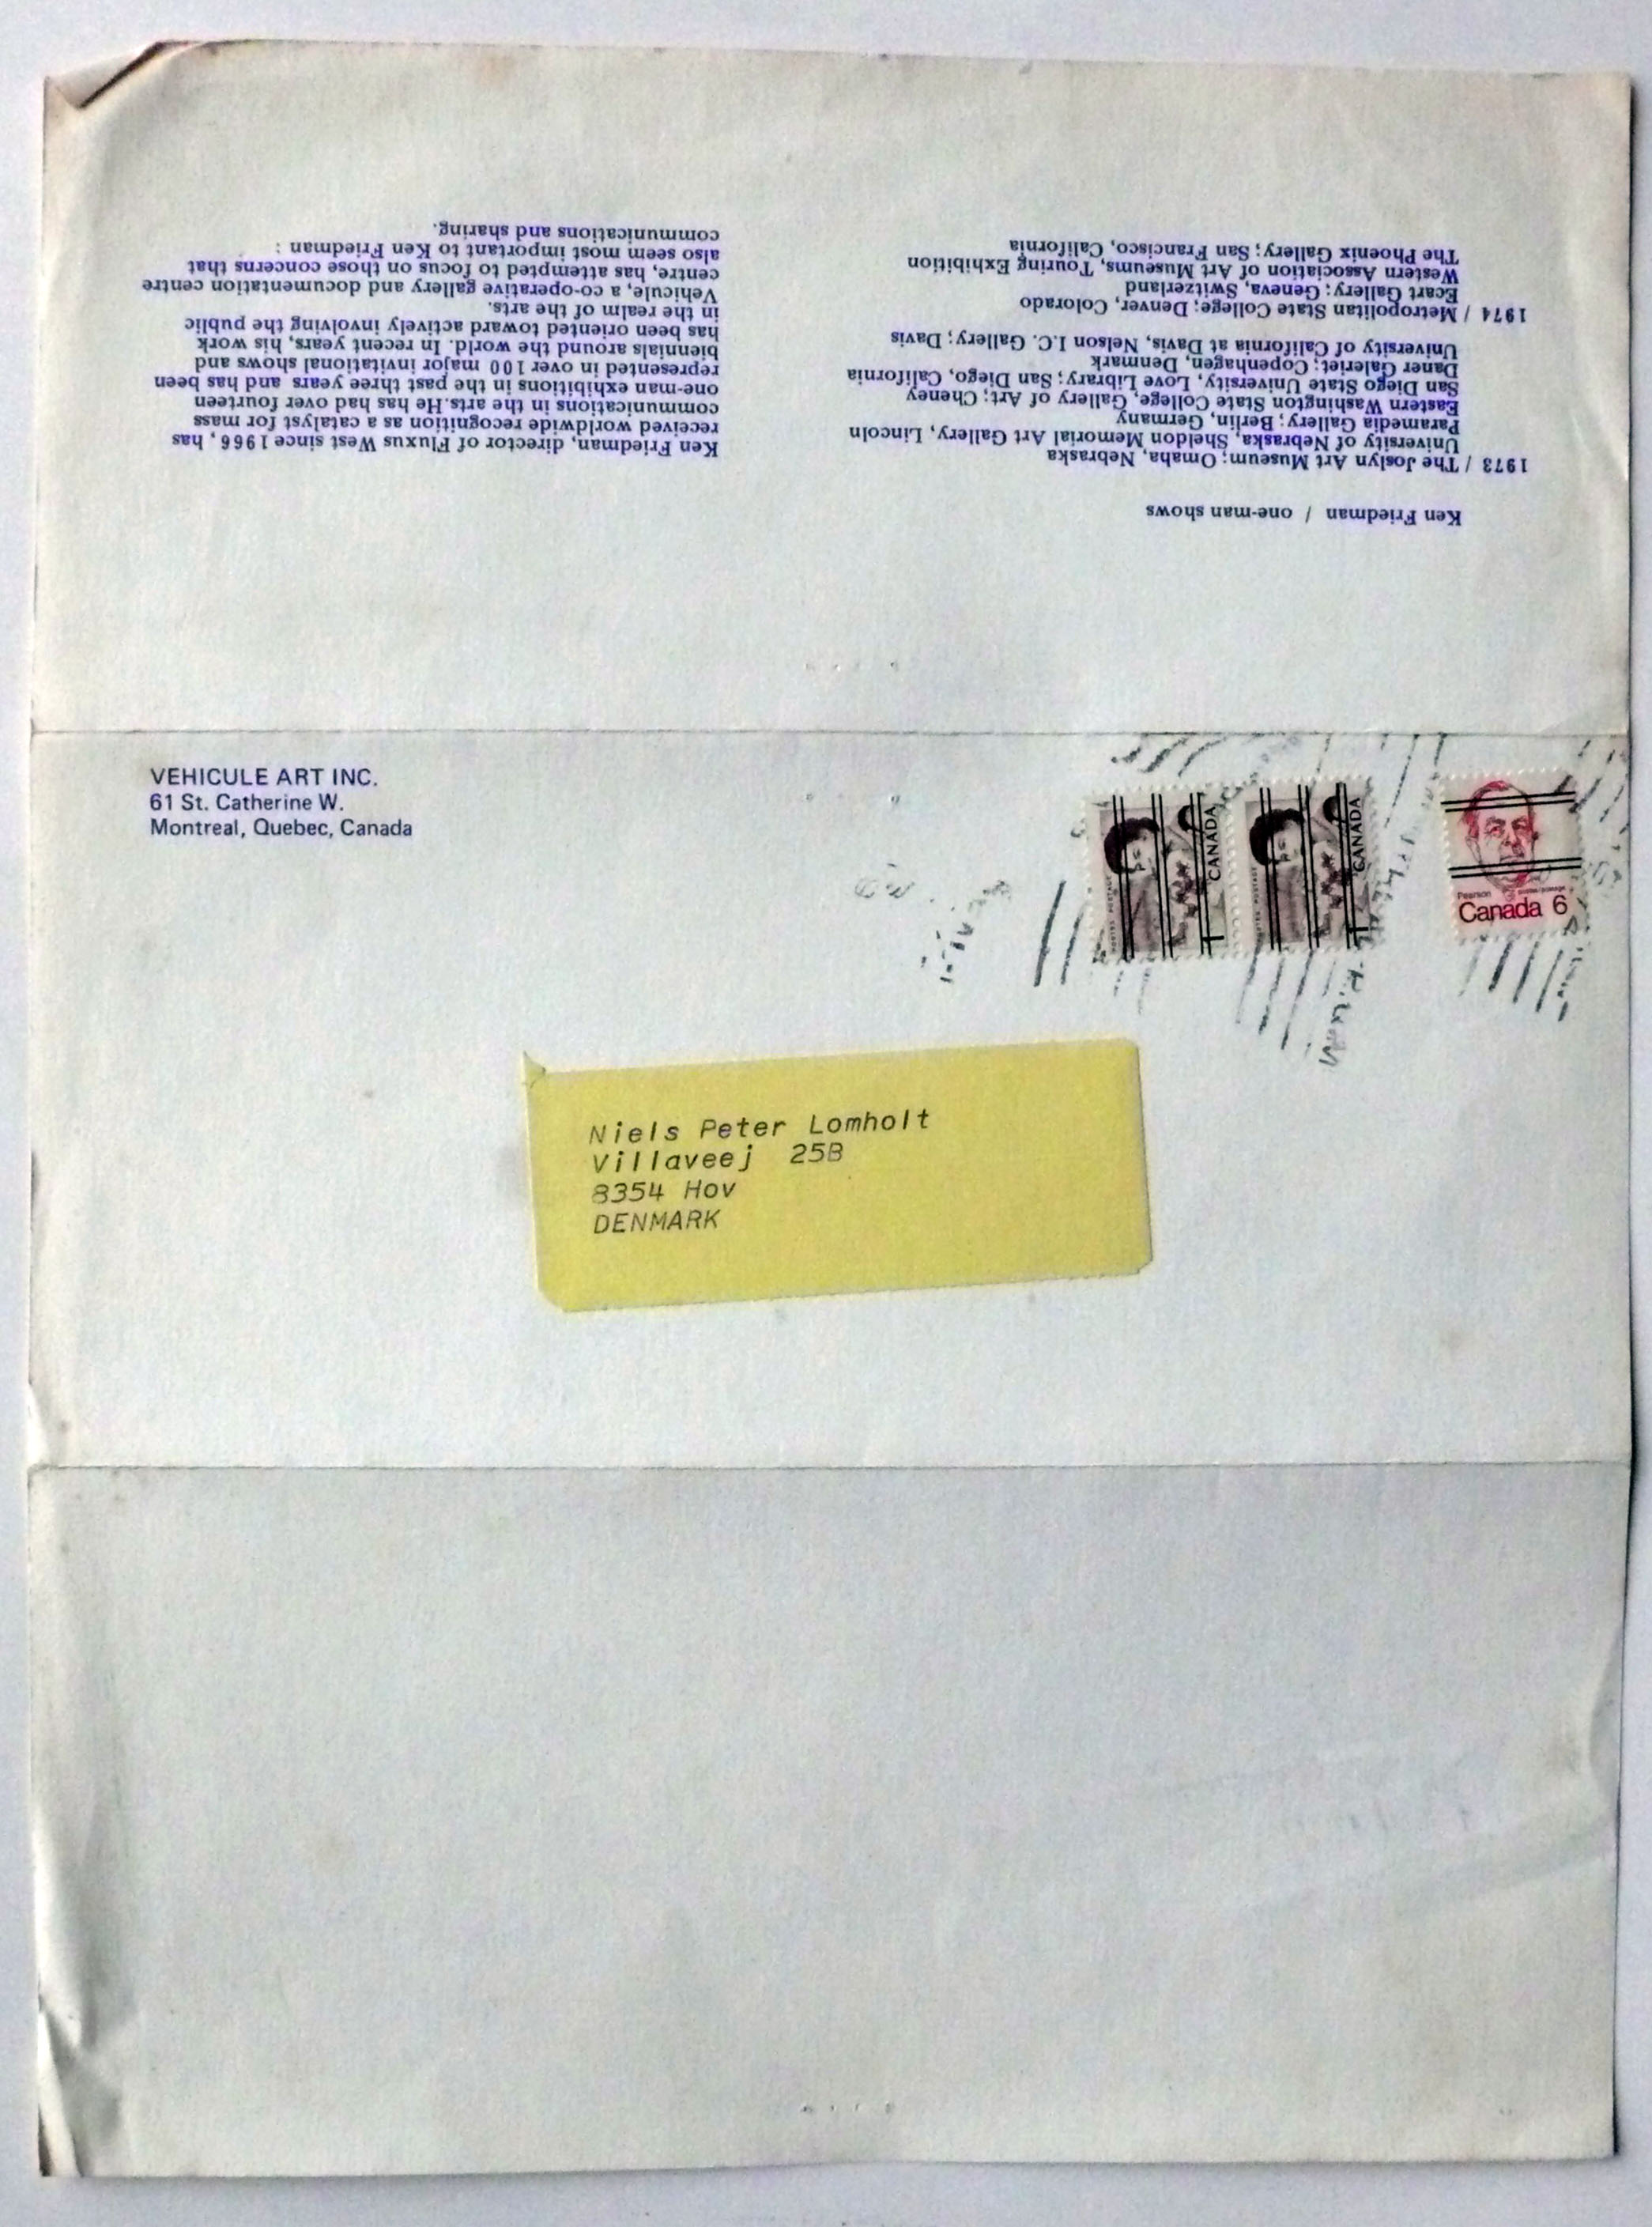 Ken Friedman / one-man shows
1973 / The Joslyn Art Museum; Omaha, Nebraska
University of Nebraska, Sheldon Memorial Art Gallery, Lincoln
Paramedia Gallery; Berlin, Germany
Eastern Washington State College, Gallery of Art; Cheney
San Diego State University, Love Library; San Diego, California
Daner Galeriet; Copenhagen, Denmark
University of California at Davis, Nelson I.C. Gallery; Davis
1974 / Metropolitan State College; Denver, Colorado
Ecart Gallery; Geneva, Switzerland
Western Association of Art Museums, Touring Exhibition
The Phoenix Gallery; San Francisco, California
Ken Friedman, director of Fluxus West since 1966, has
received worldwide recognition as a catalyst for mass
communications in the arts.He has had over fourteen
one-man exhibitions in the past three years and has been
represented in over 100 major invitational shows and
biennials around the world. In recent years, his work
has been oriented toward actively involving the public
in the realm of the arts.
Vehicule, a co-operative gallery and documentation centre
centre, has attempted to focus on those concerns that
also seem most important to Ken Friedman :
communications and sharing.
VEHICULE ART INC.
61 St. Catherine W.
Montreal, Quebec, Canada
CANADA
CANADA
Pearson
Canada 6
Niels Peter Lomholt
Villaveej 25B
8354 Hov
DENMARK